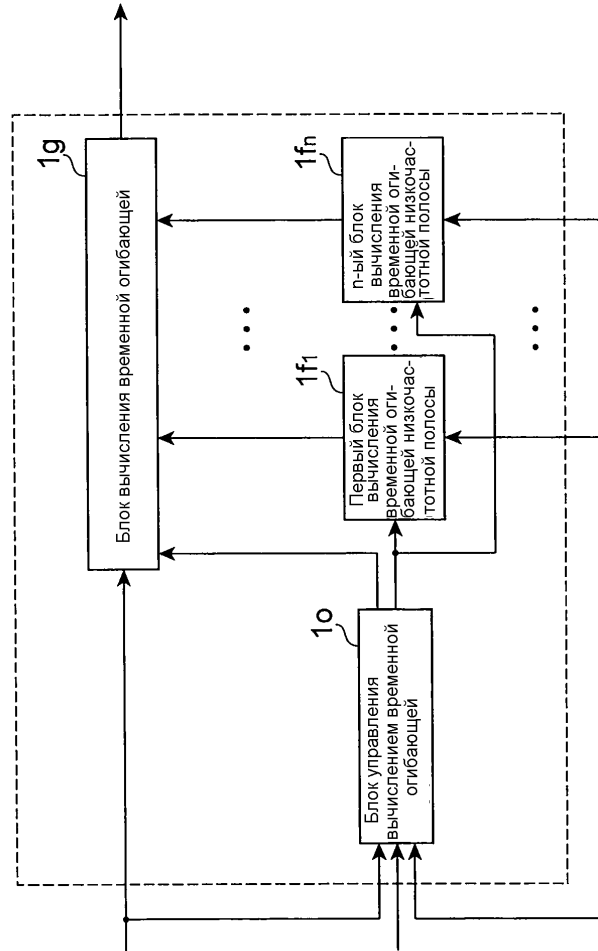 1g
Блок вычисления временной огибающей
1f1
Первый блок
вычисления
временной оги-
бающей низкочас-
тотной полосы
1fn
n-ый блок
вычисления
временной оги-
бающей низкочас-
тотной полосы
1o
Блок управления
вычислением временной
огибающей